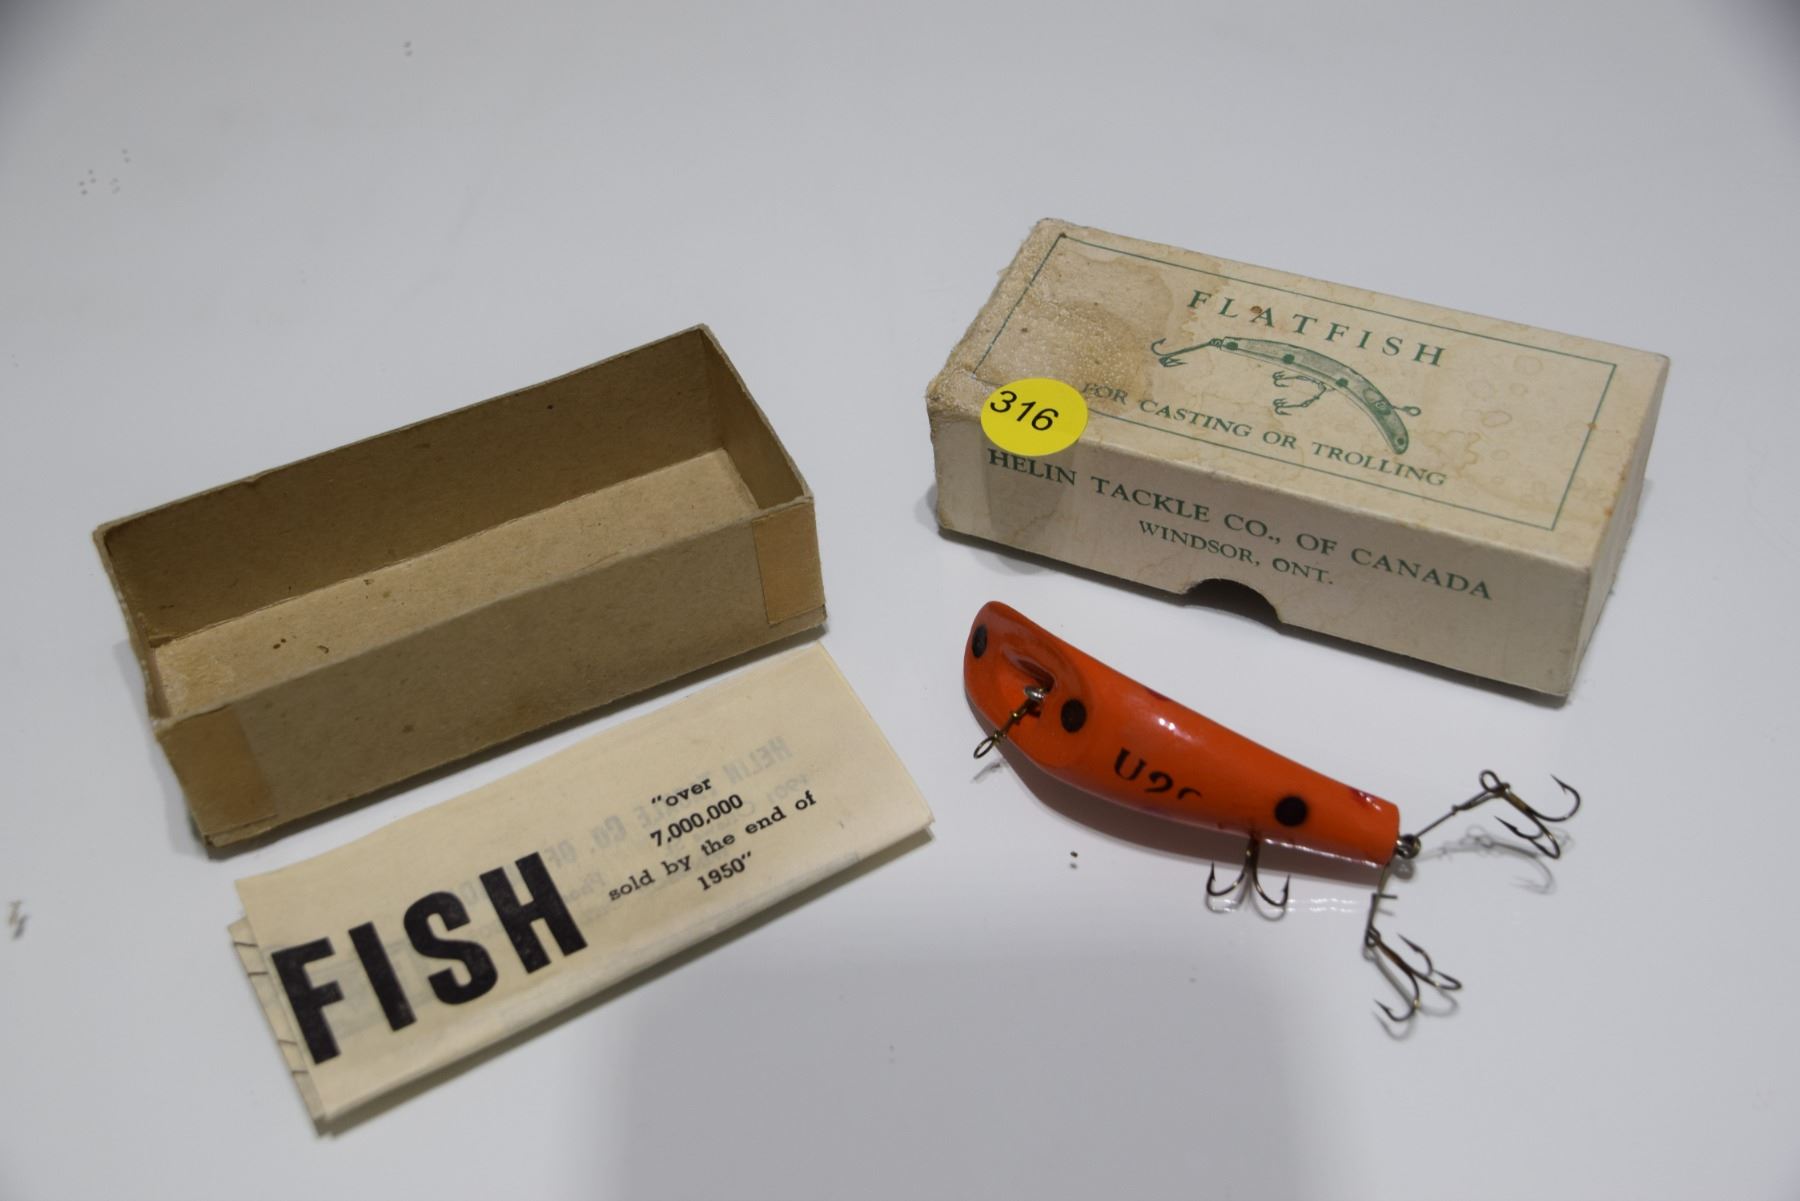 FLATFISH
FOR CASTING OR TROLLING
316
HELIN TACKLE CO., OF CANADA
WINDSOR, ONT.
"over
7,000,000
sold by the end of
1950"
FISH